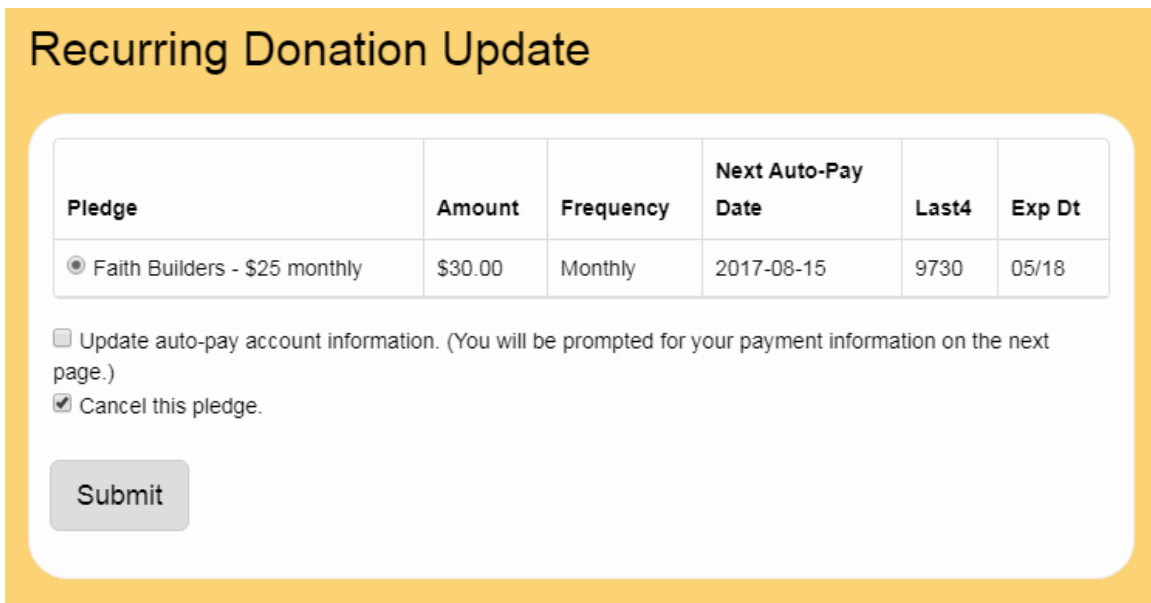 Recurring Donation Update
Next Auto-Pay
Pledge Amount Frequency Date Last4 Exp Dt
Faith Builders - $25 monthly $30.00 Monthly 2017-08-15 9730 05/18
Update auto-pay account information. (You will be prompted for your payment information on the next
page.)
Cancel this pledge.
Submit